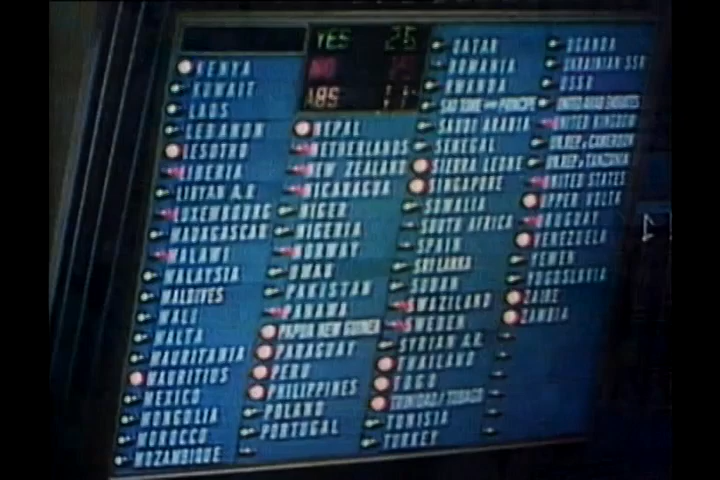 YES 25
NO
ABS
KENYA
KUWAIT
LAOS
LEBANON
LESOTHO
LIBERIA
LIBYAN A.R.
LUXEMBOURG
MADAGASCAR
MALAWI
MALAYSIA
MALDIVES
MALI
MALTA
MAURITANIA
MAURITIUS
MEXICO
MONGOLIA
MOROCCO
MOZAMBIQUE
NEPAL
NETHERLANDS
NEW ZEALAND
NICARAGUA
NIGER
NIGERIA
NORWAY
OMAN
PAKISTAN
PANAMA
PAPUA NEW GUINEA
PARAGUAY
PERU
PHILIPPINES
POLAND
PORTUGAL
QATAR
ROMANIA
RWANDA
SAO TOME AND PRINCIPE
SAUDI ARABIA
SENEGAL
SIERRA LEONE
SINGAPORE
SOMALIA
SOUTH AFRICA
SPAIN
SRI LANKA
SUDAN
SWAZILAND
SWEDEN
SYRIAN A.R.
THAILAND
TOGO
TRINIDAD / TOBAGO
TUNISIA
TURKEY
UGANDA
UKRAINIAN SSR
USSR
UNITED ARAB EMIRATES
UNITED KINGDOM
UN.REP. CAMEROUN
UN.REP. TANZANIA
UNITED STATES
UPPER VOLTA
URUGUAY
VENEZUELA
YEMEN
YUGOSLAVIA
ZAIRE
ZAMBIA